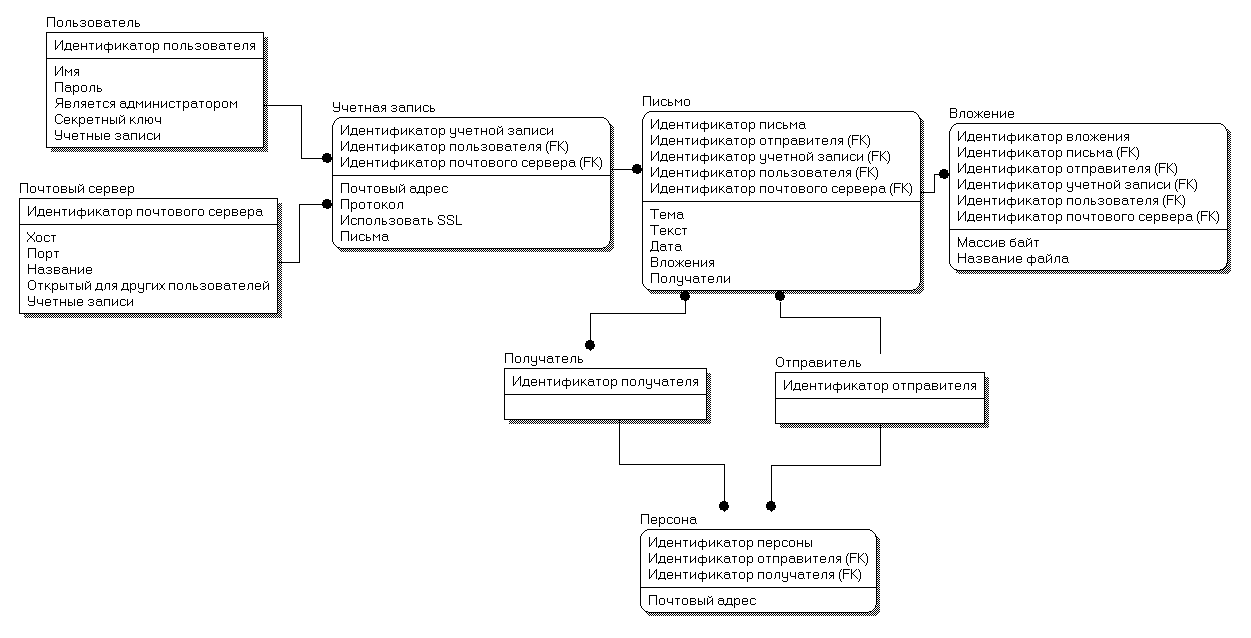 Пользователь
Идентификатор пользователя
Имя
Пароль
Является администратором
Секретный ключ
Учетные записи
Почтовый сервер
Идентификатор почтового сервера
Хост
Порт
Название
Открытый для других пользователей
Учетные записи
Учетная запись
Идентификатор учетной записи
Идентификатор пользователя (FK)
Идентификатор почтового сервера (FK)
Почтовый адрес
Протокол
Использовать SSL
Письма
Письмо
Идентификатор письма
Идентификатор отправителя (FK)
Идентификатор учетной записи (FK)
Идентификатор пользователя (FK)
Идентификатор почтового сервера (FK)
Тема
Текст
Дата
Вложения
Получатели
Вложение
Идентификатор вложения
Идентификатор письма (FK)
Идентификатор отправителя (FK)
Идентификатор учетной записи (FK)
Идентификатор пользователя (FK)
Идентификатор почтового сервера (FK)
Массив байт
Название файла
Получатель
Идентификатор получателя
Отправитель
Идентификатор отправителя
Персона
Идентификатор персоны
Идентификатор отправителя (FK)
Идентификатор получателя (FK)
Почтовый адрес